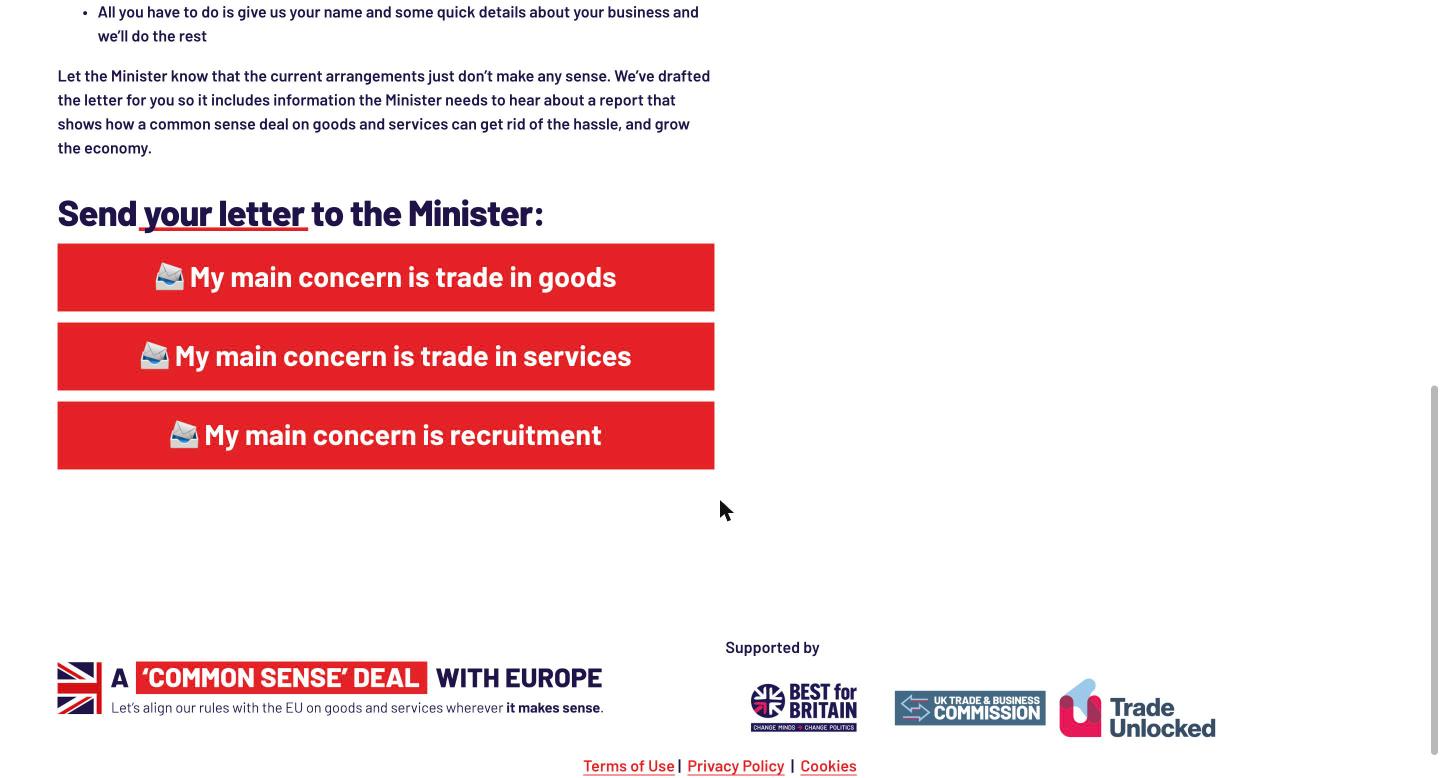 • All you have to do is give us your name and some quick details about your business and
we’ll do the rest
Let the Minister know that the current arrangements just don’t make any sense. We’ve drafted
the letter for you so it includes information the Minister needs to hear about a report that
shows how a common sense deal on goods and services can get rid of the hassle, and grow
the economy.
Send your letter to the Minister:
My main concern is trade in goods
My main concern is trade in services
My main concern is recruitment
Supported by
A ‘COMMON SENSE’ DEAL WITH EUROPE
Let’s align our rules with the EU on goods and services wherever it makes sense.
BEST for
BRITAIN
CHANGE MINDS > CHANGE POLITICS
UK TRADE & BUSINESS
COMMISSION
Trade
Unlocked
Terms of Use | Privacy Policy | Cookies